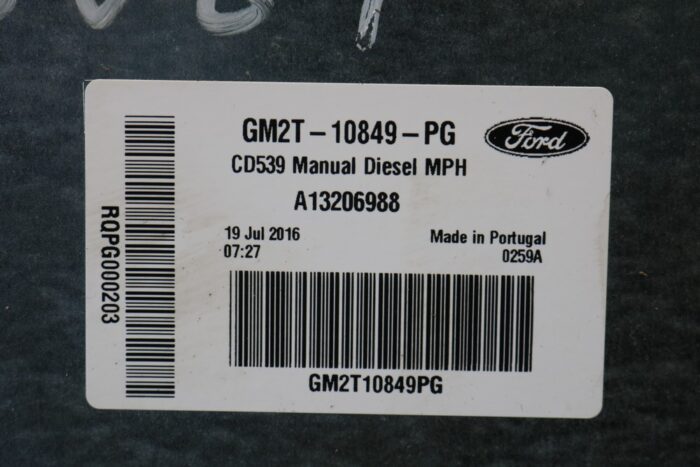 GM2T-10849-PG
Ford
CD539 Manual Diesel MPH
A13206988
19 Jul 2016
Made in Portugal
07:27
0259A
RQPG000203
GM2T10849PG